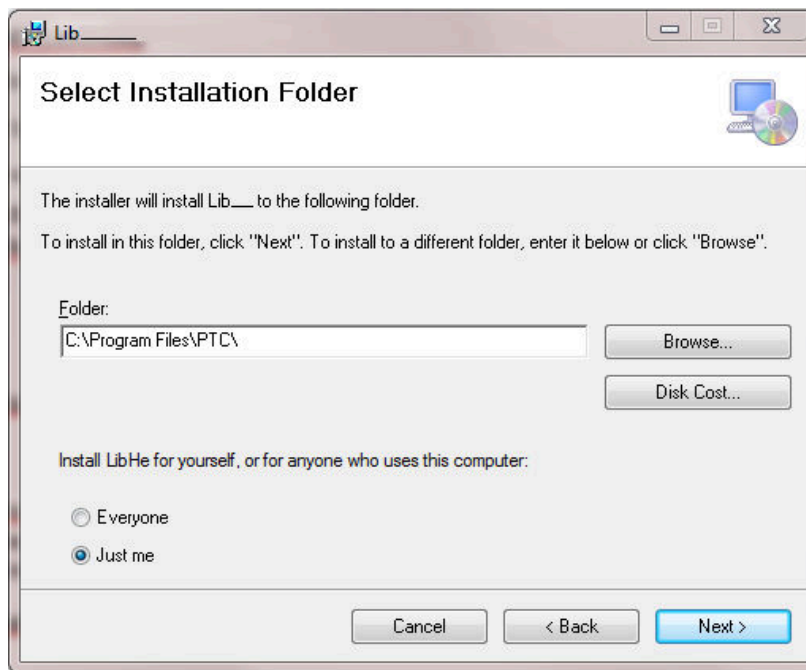 Lib_____
Select Installation Folder
The installer will install Lib__ to the following folder.
To install in this folder, click "Next". To install to a different folder, enter it below or click "Browse".
Folder:
C:\Program Files\PTC\
Browse...
Disk Cost...
Install LibHe for yourself, or for anyone who uses this computer:
Everyone
Just me
Cancel
< Back
Next >